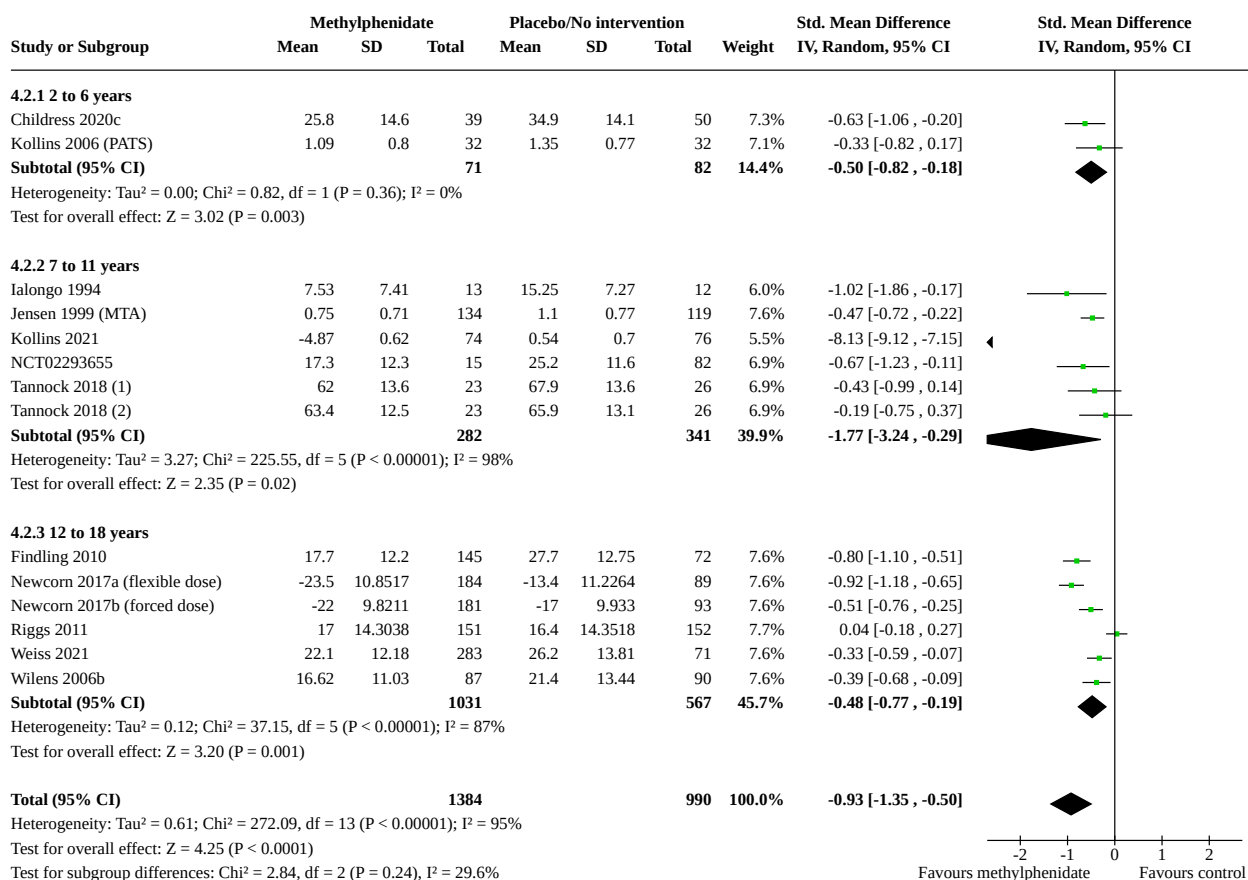 Methylphenidate Placebo/No intervention Std. Mean Difference Std. Mean Difference
Study or Subgroup Mean SD Total Mean SD Total Weight IV, Random, 95% CI IV, Random, 95% CI
4.2.1 2 to 6 years
Childress 2020c 25.8 14.6 39 34.9 14.1 50 7.3% -0.63 [-1.06 , -0.20]
Kollins 2006 (PATS) 1.09 0.8 32 1.35 0.77 32 7.1% -0.33 [-0.82 , 0.17]
Subtotal (95% CI) 71 82 14.4% -0.50 [-0.82 , -0.18]
Heterogeneity: Tau² = 0.00; Chi² = 0.82, df = 1 (P = 0.36); I² = 0%
Test for overall effect: Z = 3.02 (P = 0.003)
4.2.2 7 to 11 years
Ialongo 1994 7.53 7.41 13 15.25 7.27 12 6.0% -1.02 [-1.86 , -0.17]
Jensen 1999 (MTA) 0.75 0.71 134 1.1 0.77 119 7.6% -0.47 [-0.72 , -0.22]
Kollins 2021 -4.87 0.62 74 0.54 0.7 76 5.5% -8.13 [-9.12 , -7.15]
NCT02293655 17.3 12.3 15 25.2 11.6 82 6.9% -0.67 [-1.23 , -0.11]
Tannock 2018 (1) 62 13.6 23 67.9 13.6 26 6.9% -0.43 [-0.99 , 0.14]
Tannock 2018 (2) 63.4 12.5 23 65.9 13.1 26 6.9% -0.19 [-0.75 , 0.37]
Subtotal (95% CI) 282 341 39.9% -1.77 [-3.24 , -0.29]
Heterogeneity: Tau² = 3.27; Chi² = 225.55, df = 5 (P < 0.00001); I² = 98%
Test for overall effect: Z = 2.35 (P = 0.02)
4.2.3 12 to 18 years
Findling 2010 17.7 12.2 145 27.7 12.75 72 7.6% -0.80 [-1.10 , -0.51]
Newcorn 2017a (flexible dose) -23.5 10.8517 184 -13.4 11.2264 89 7.6% -0.92 [-1.18 , -0.65]
Newcorn 2017b (forced dose) -22 9.8211 181 -17 9.933 93 7.6% -0.51 [-0.76 , -0.25]
Riggs 2011 17 14.3038 151 16.4 14.3518 152 7.7% 0.04 [-0.18 , 0.27]
Weiss 2021 22.1 12.18 283 26.2 13.81 71 7.6% -0.33 [-0.59 , -0.07]
Wilens 2006b 16.62 11.03 87 21.4 13.44 90 7.6% -0.39 [-0.68 , -0.09]
Subtotal (95% CI) 1031 567 45.7% -0.48 [-0.77 , -0.19]
Heterogeneity: Tau² = 0.12; Chi² = 37.15, df = 5 (P < 0.00001); I² = 87%
Test for overall effect: Z = 3.20 (P = 0.001)
Total (95% CI) 1384 990 100.0% -0.93 [-1.35 , -0.50]
Heterogeneity: Tau² = 0.61; Chi² = 272.09, df = 13 (P < 0.00001); I² = 95%
Test for overall effect: Z = 4.25 (P < 0.0001) -2 -1 0 1 2
Test for subgroup differences: Chi² = 2.84, df = 2 (P = 0.24), I² = 29.6% Favours methylphenidate Favours control